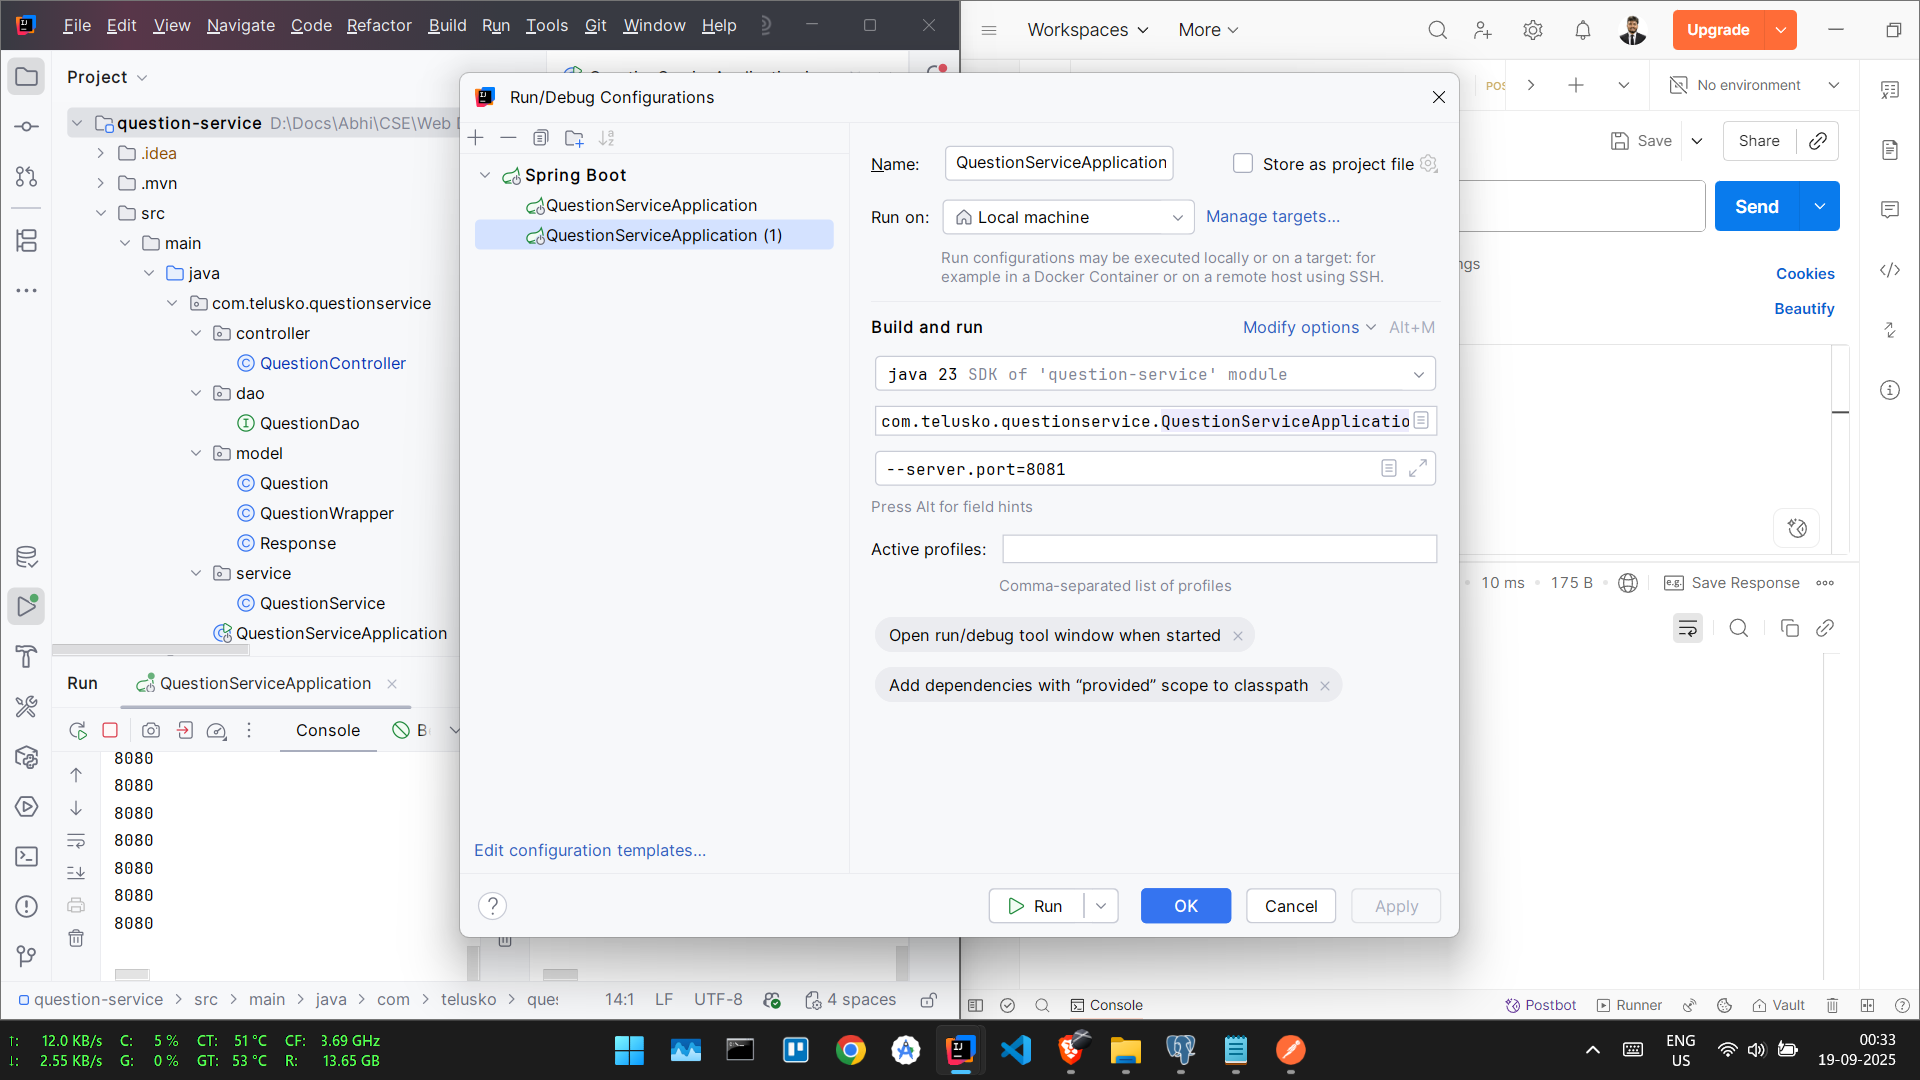 File Edit View Navigate Code Refactor Build Run Tools Git Window Help
Workspaces More Upgrade
Project
POS No environment
question-service D:\Docs\Abhi\CSE\Web
.idea
.mvn
src
main
java
com.telusko.questionservice
controller
QuestionController
dao
QuestionDao
model
Question
QuestionWrapper
Response
service
QuestionService
QuestionServiceApplication
Run QuestionServiceApplication
Console
8080
8080
8080
8080
8080
8080
8080
Run/Debug Configurations
Spring Boot
QuestionServiceApplication
QuestionServiceApplication (1)
Edit configuration templates...
Name: QuestionServiceApplication Store as project file
Run on: Local machine Manage targets...
Run configurations may be executed locally or on a target: for
example in a Docker Container or on a remote host using SSH.
Build and run Modify options Alt+M
java 23 SDK of 'question-service' module
com.telusko.questionservice.QuestionServiceApplicatio
--server.port=8081
Press Alt for field hints
Active profiles:
Comma-separated list of profiles
Open run/debug tool window when started
Add dependencies with “provided” scope to classpath
? Run OK Cancel Apply
Save Share
Send
ngs
Cookies
Beautify
10 ms 175 B e.g. Save Response
question-service > src > main > java > com > telusko > 14:1 LF UTF-8 4 spaces
Console Postbot Runner Vault
↑: 12.0 KB/s C: 5 % CT: 51 °C CF: 3.69 GHz
↓: 2.55 KB/s G: 0 % GT: 53 °C R: 13.65 GB
ENG
US
00:33
19-09-2025